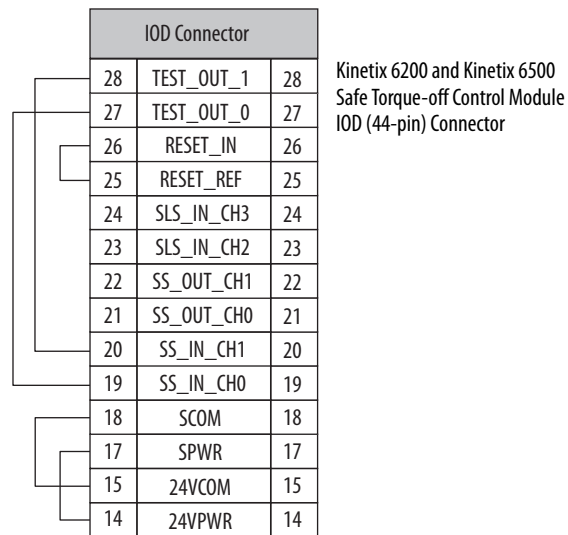 IOD Connector
28 TEST_OUT_1 28
27 TEST_OUT_0 27
26 RESET_IN 26
25 RESET_REF 25
24 SLS_IN_CH3 24
23 SLS_IN_CH2 23
22 SS_OUT_CH1 22
21 SS_OUT_CH0 21
20 SS_IN_CH1 20
19 SS_IN_CH0 19
18 SCOM 18
17 SPWR 17
15 24VCOM 15
14 24VPWR 14
Kinetix 6200 and Kinetix 6500
Safe Torque-off Control Module
IOD (44-pin) Connector